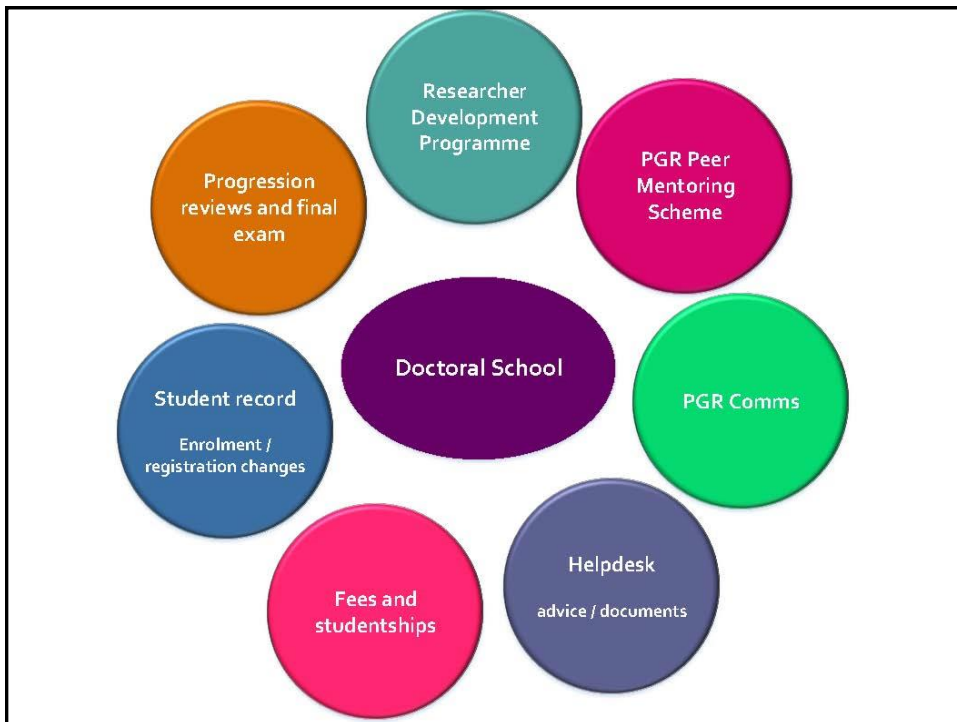 Researcher
Development
Programme
PGR Peer
Mentoring
Scheme
Progression
reviews and final
exam
Doctoral School
Student record
Enrolment /
registration changes
PGR Comms
Helpdesk
advice / documents
Fees and
studentships